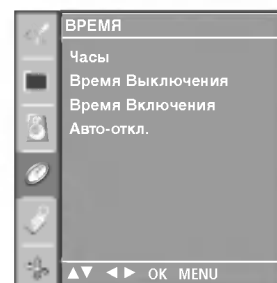 ВРЕМЯ
Часы
Время Выключения
Время Включения
Авто-откл.
▲▼ ◄► OK MENU